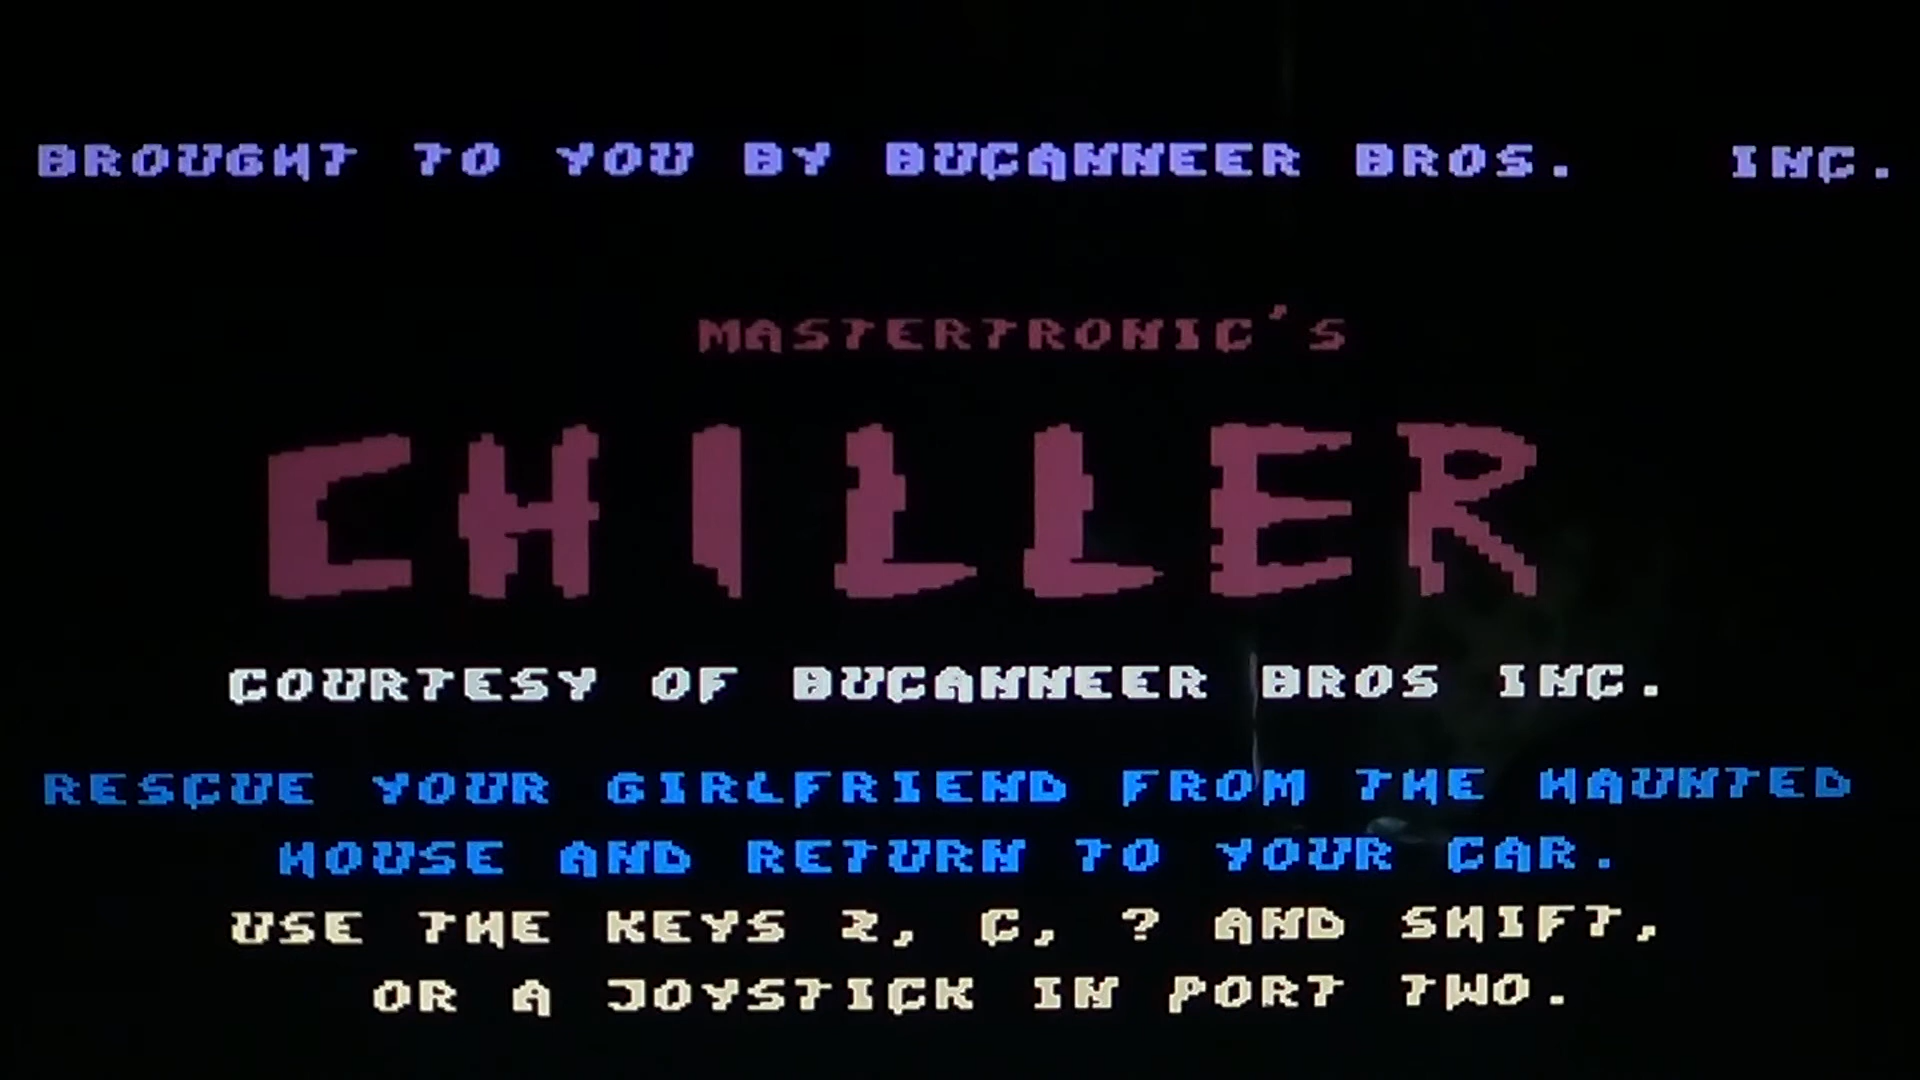 BROUGHT TO YOU BY BUCANNEER BROS. INC.
MASTERTRONIC'S
CHILLER
COURTESY OF BUCANNEER BROS INC.
RESCUE YOUR GIRLFRIEND FROM THE HAUNTED
HOUSE AND RETURN TO YOUR CAR.
USE THE KEYS Z, C, ? AND SHIFT,
OR A JOYSTICK IN PORT TWO.